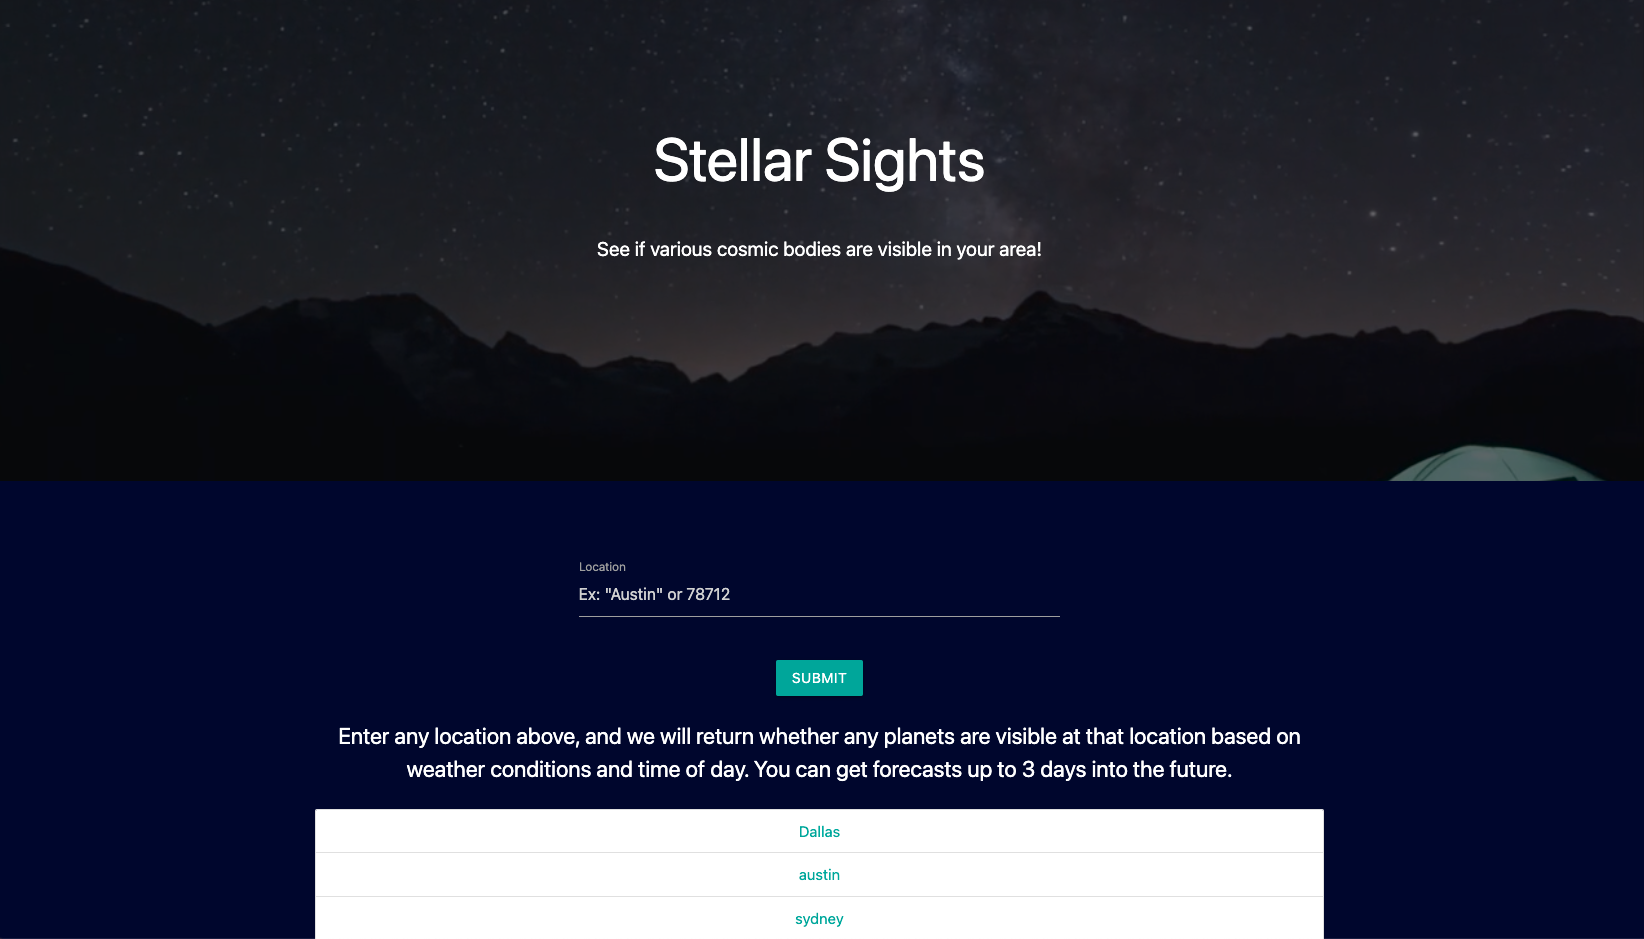 Stellar Sights
See if various cosmic bodies are visible in your area!
Location
Ex: "Austin" or 78712
SUBMIT
Enter any location above, and we will return whether any planets are visible at that location based on
weather conditions and time of day. You can get forecasts up to 3 days into the future.
Dallas
austin
sydney